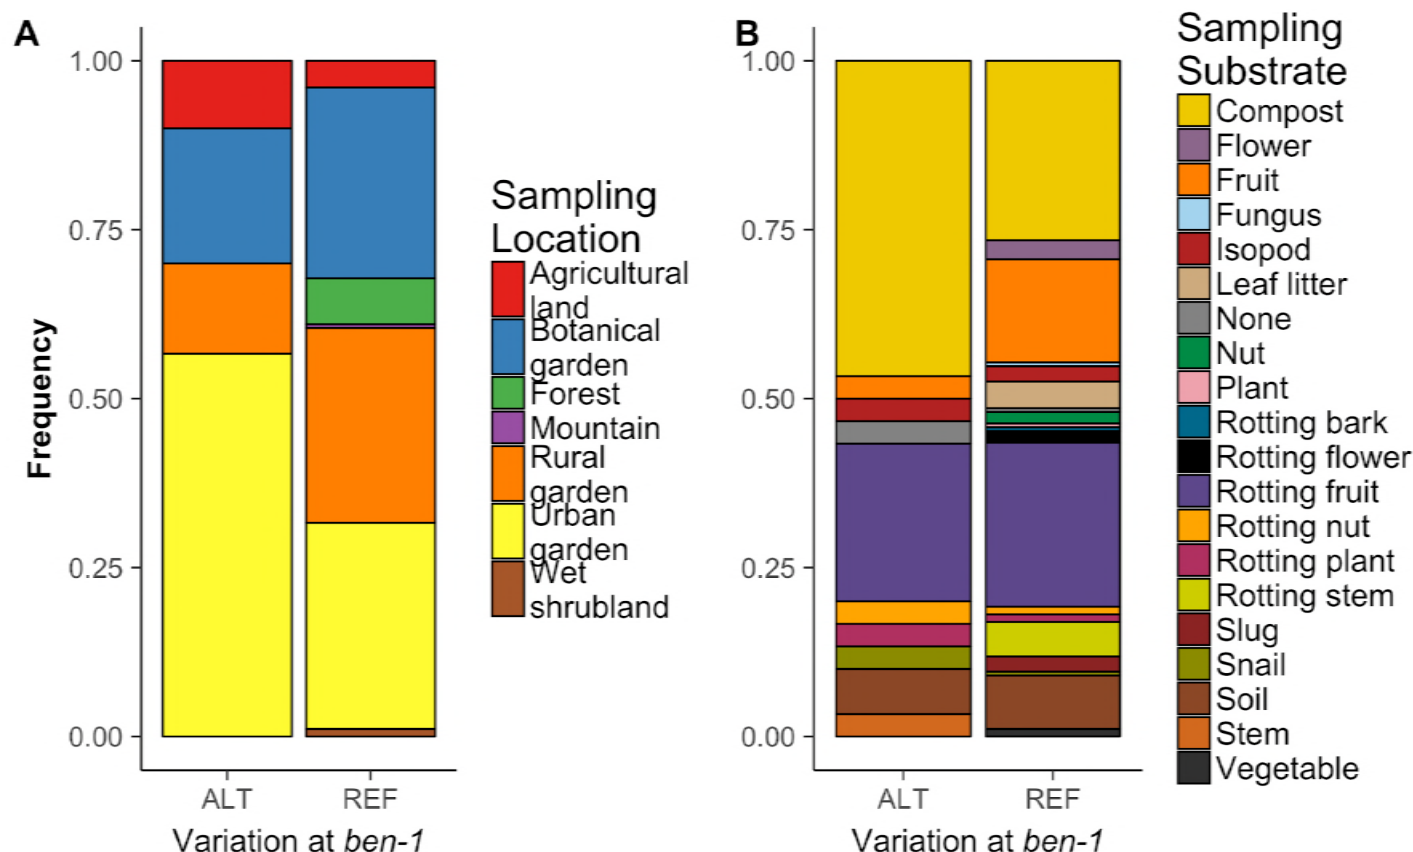 A
1.00
0.75
0.50
0.25
0.00
Frequency
ALT
REF
Variation at ben-1
Sampling
Location
Agricultural
land
Botanical
garden
Forest
Mountain
Rural
garden
Urban
garden
Wet
shrubland
B
1.00
0.75
0.50
0.25
0.00
ALT
REF
Variation at ben-1
Sampling
Substrate
Compost
Flower
Fruit
Fungus
Isopod
Leaf litter
None
Nut
Plant
Rotting bark
Rotting flower
Rotting fruit
Rotting nut
Rotting plant
Rotting stem
Slug
Snail
Soil
Stem
Vegetable